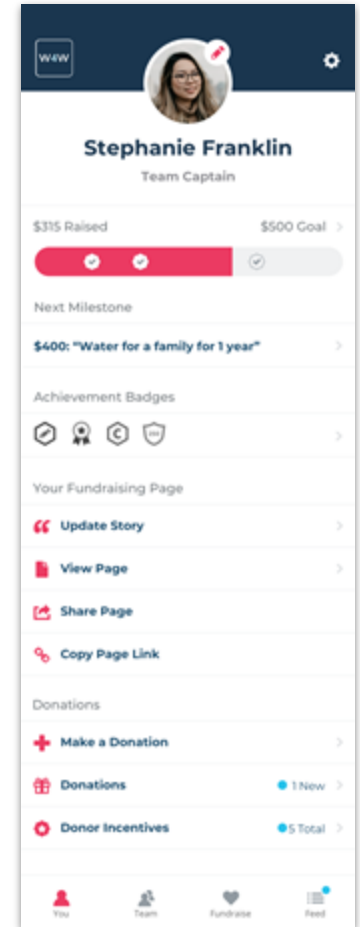 W4W
Stephanie Franklin
Team Captain
$315 Raised $500 Goal
Next Milestone
$400: “Water for a family for 1 year”
Achievement Badges
Your Fundraising Page
Update Story
View Page
Share Page
Copy Page Link
Donations
Make a Donation
Donations 1 New
Donor Incentives 5 Total
You Team Fundraise Feed